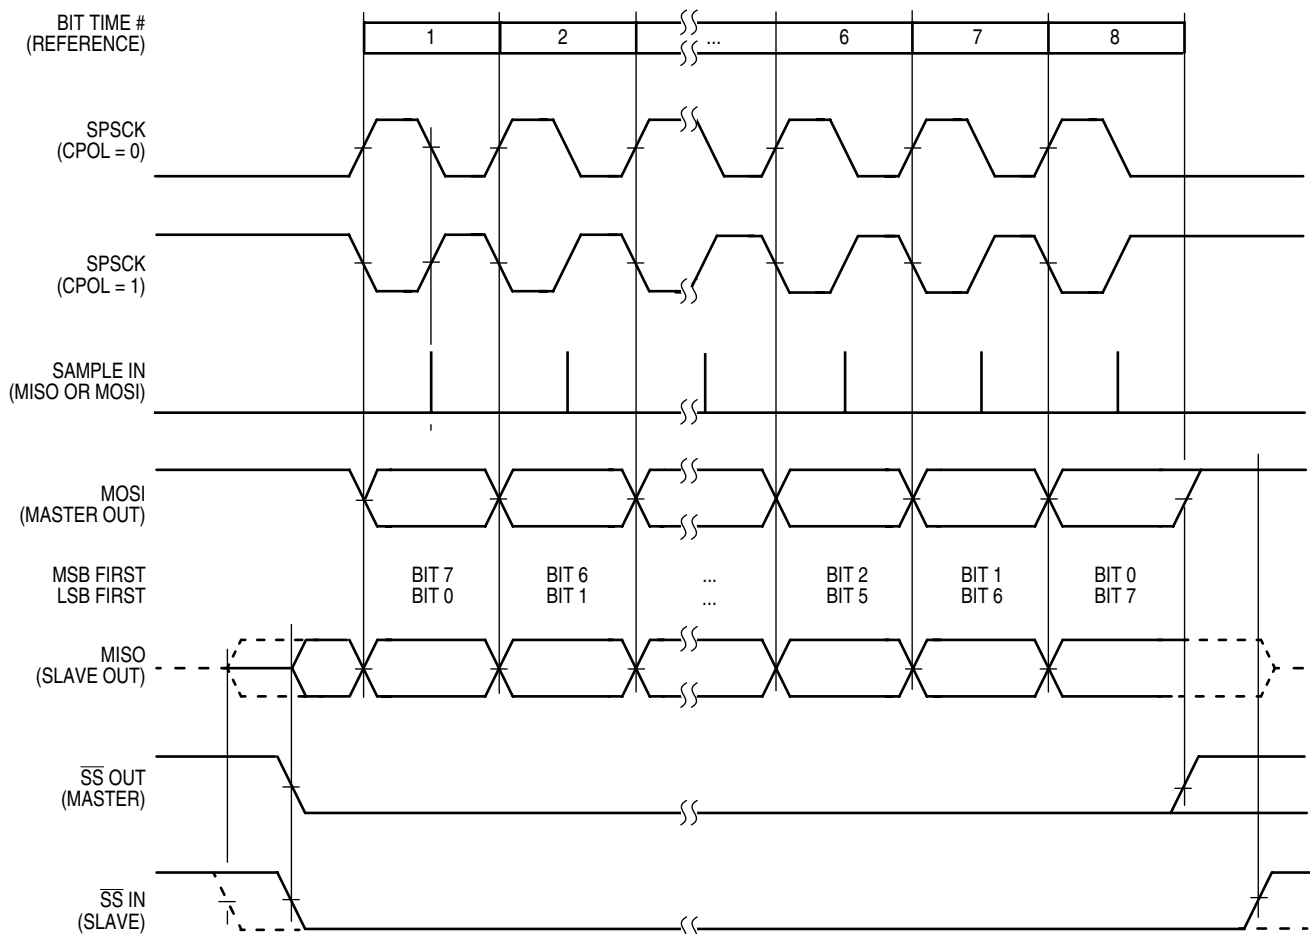 BIT TIME #
(REFERENCE)
1 2 ... 6 7 8
SPSCK
(CPOL = 0)
SPSCK
(CPOL = 1)
SAMPLE IN
(MISO OR MOSI)
MOSI
(MASTER OUT)
MSB FIRST BIT 7 BIT 6 ... BIT 2 BIT 1 BIT 0
LSB FIRST BIT 0 BIT 1 ... BIT 5 BIT 6 BIT 7
MISO
(SLAVE OUT)
S̅S̅ OUT
(MASTER)
S̅S̅ IN
(SLAVE)